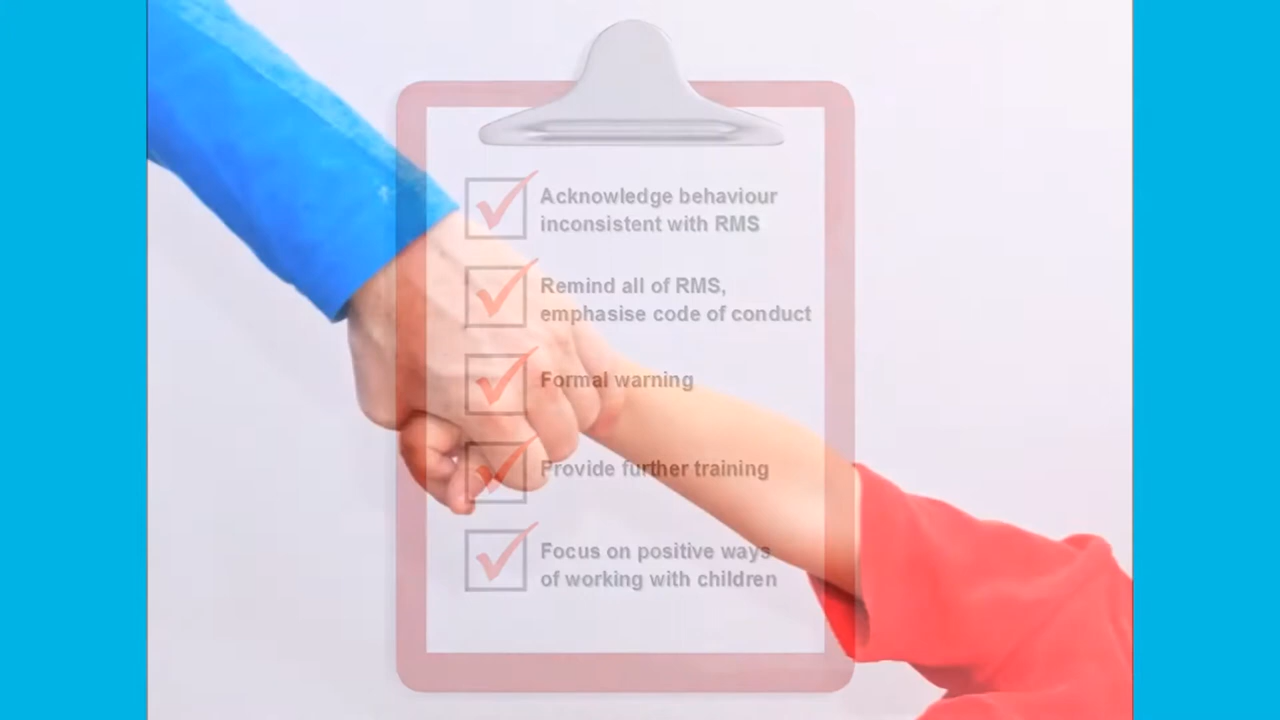 Acknowledge behaviour
inconsistent with RMS
Remind all of RMS,
emphasise code of conduct
Formal warning
Provide further training
Focus on positive ways
of working with children